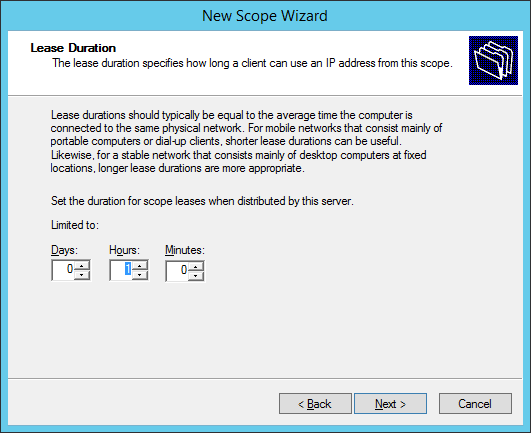 New Scope Wizard
Lease Duration
The lease duration specifies how long a client can use an IP address from this scope.
Lease durations should typically be equal to the average time the computer is
connected to the same physical network. For mobile networks that consist mainly of
portable computers or dial-up clients, shorter lease durations can be useful.
Likewise, for a stable network that consists mainly of desktop computers at fixed
locations, longer lease durations are more appropriate.
Set the duration for scope leases when distributed by this server.
Limited to:
Days: Hours: Minutes:
0 1 0
< Back Next > Cancel